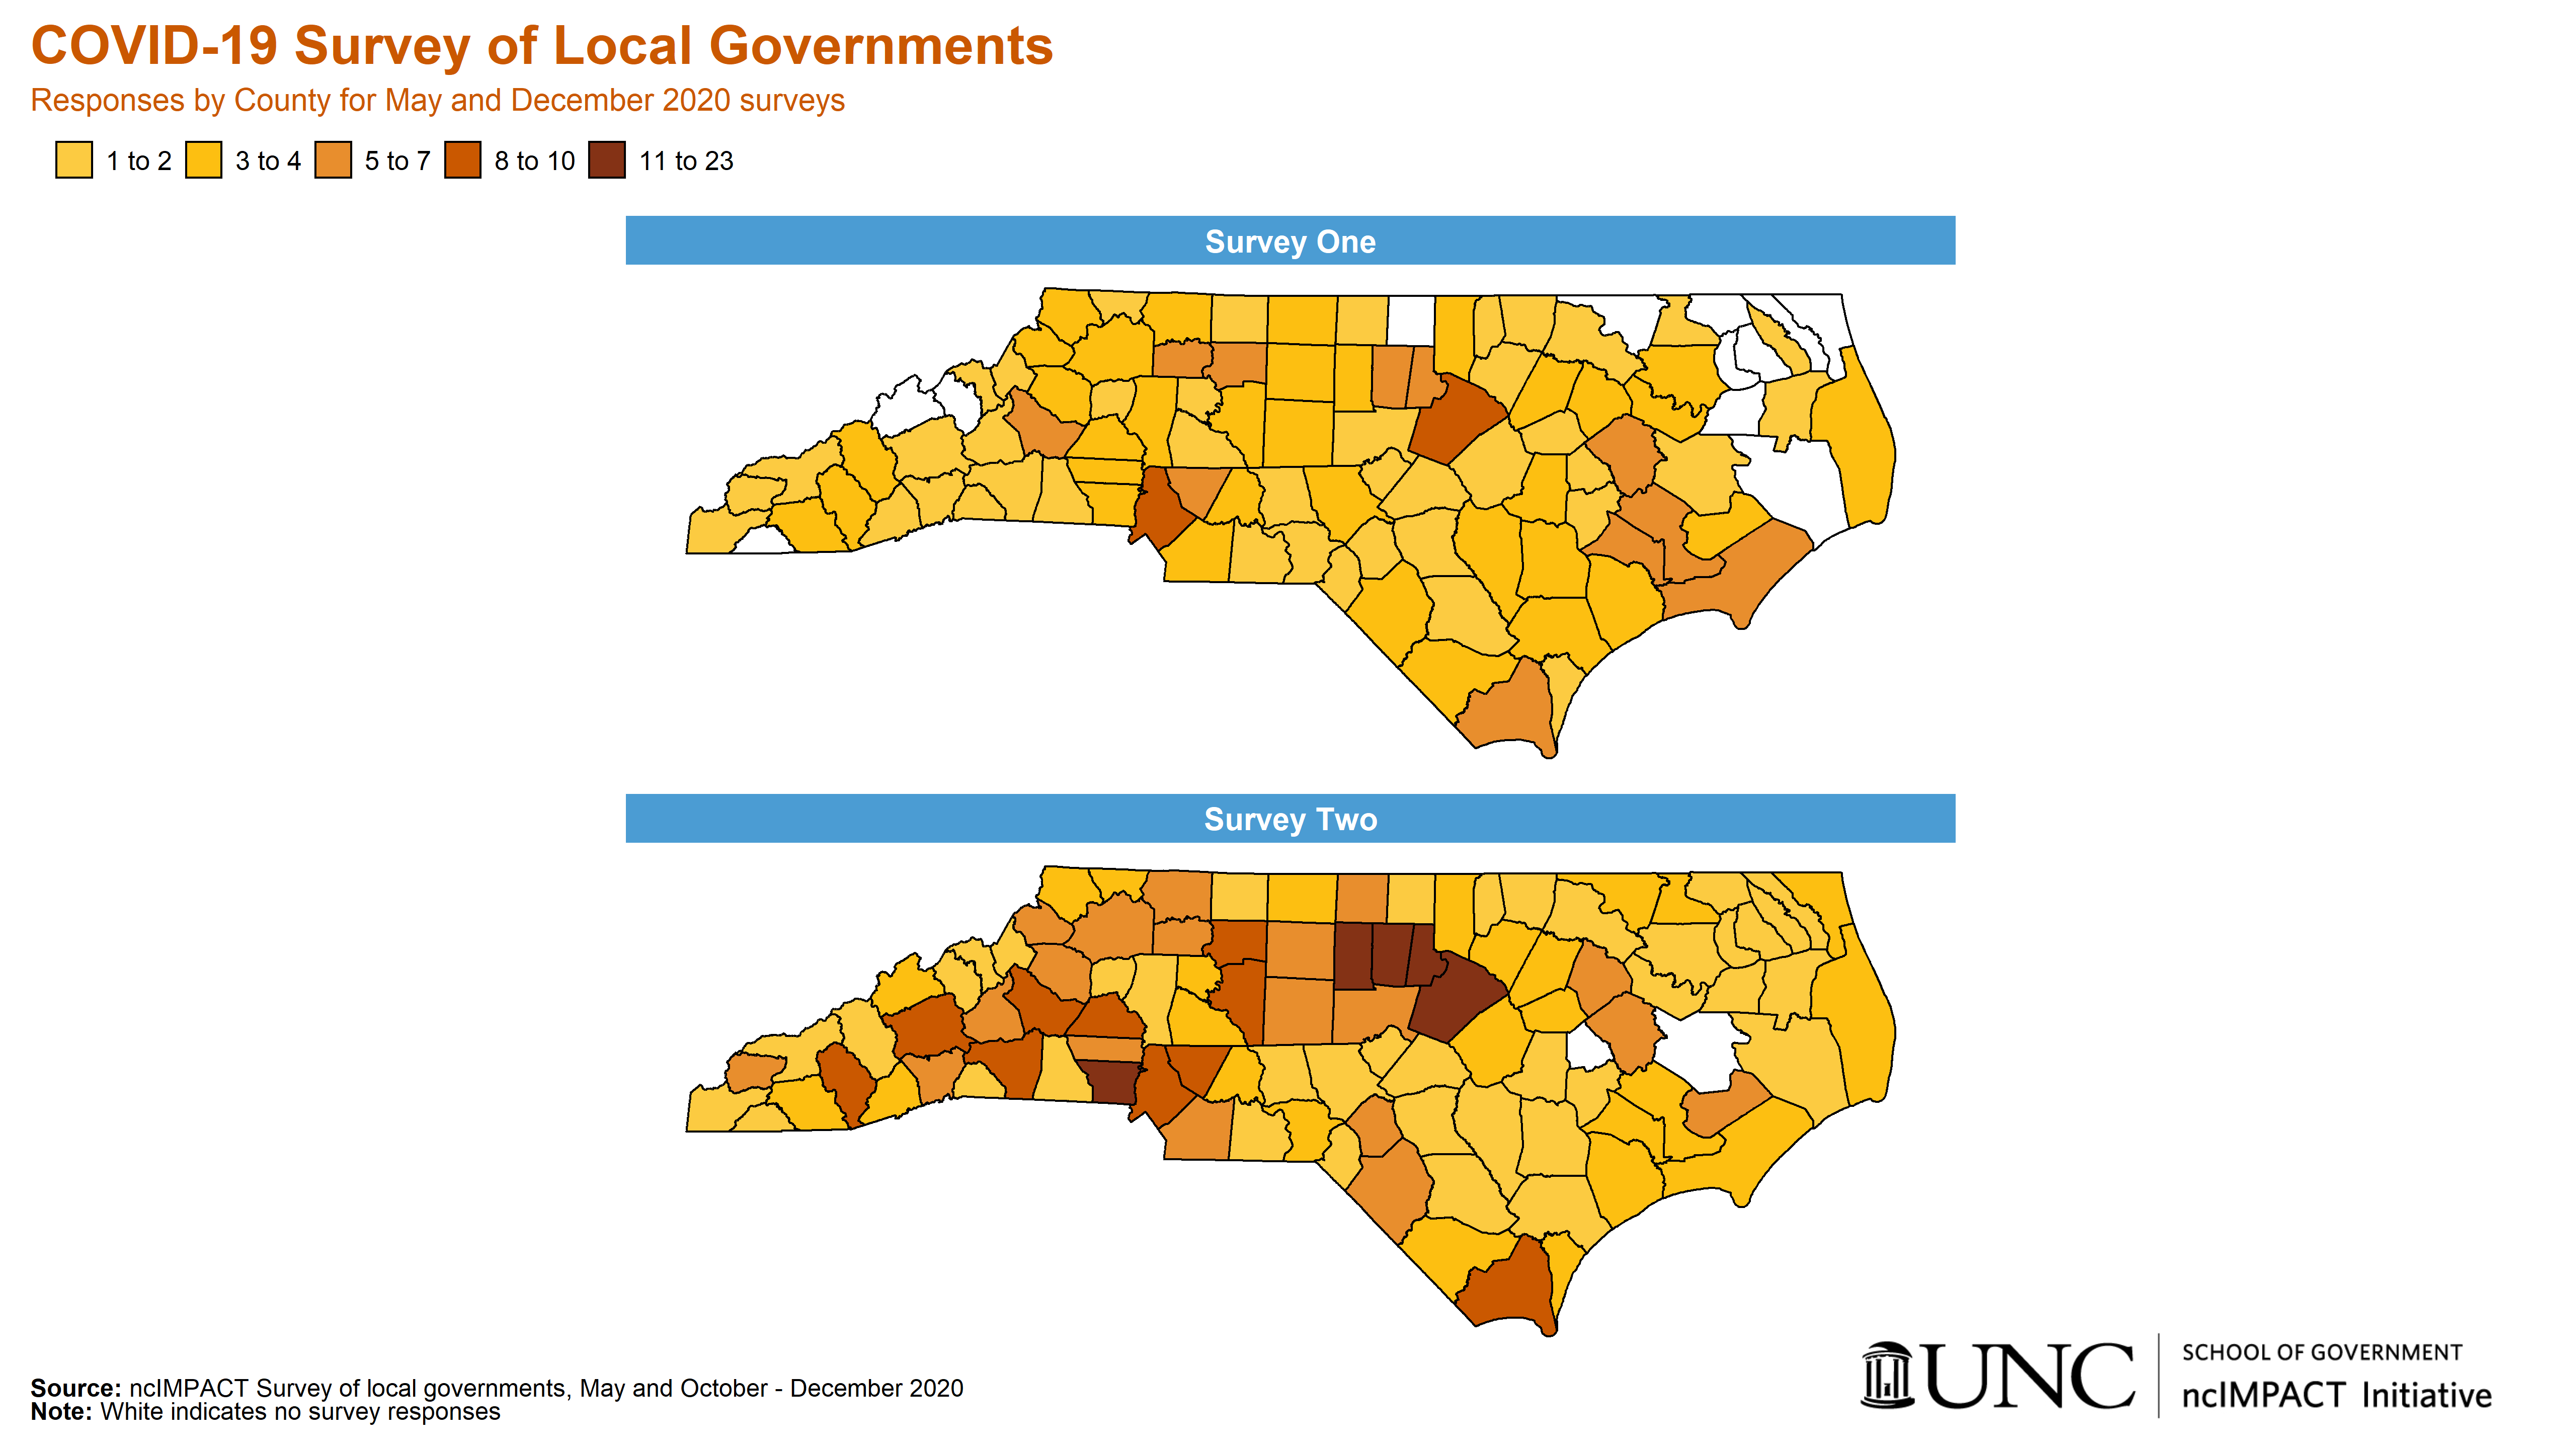 COVID-19 Survey of Local Governments
Responses by County for May and December 2020 surveys
1 to 2 3 to 4 5 to 7 8 to 10 11 to 23
Survey One
Survey Two
Source: ncIMPACT Survey of local governments, May and October - December 2020
Note: White indicates no survey responses
UNC
SCHOOL OF GOVERNMENT
ncIMPACT Initiative